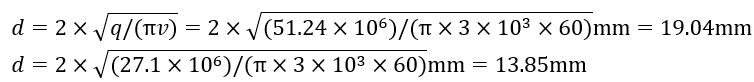 d = 2 × √(q/(πv)) = 2 × √((51.24 × 10⁶)/(π × 3 × 10³ × 60))mm = 19.04mm
d = 2 × √((27.1 × 10⁶)/(π × 3 × 10³ × 60))mm = 13.85mm